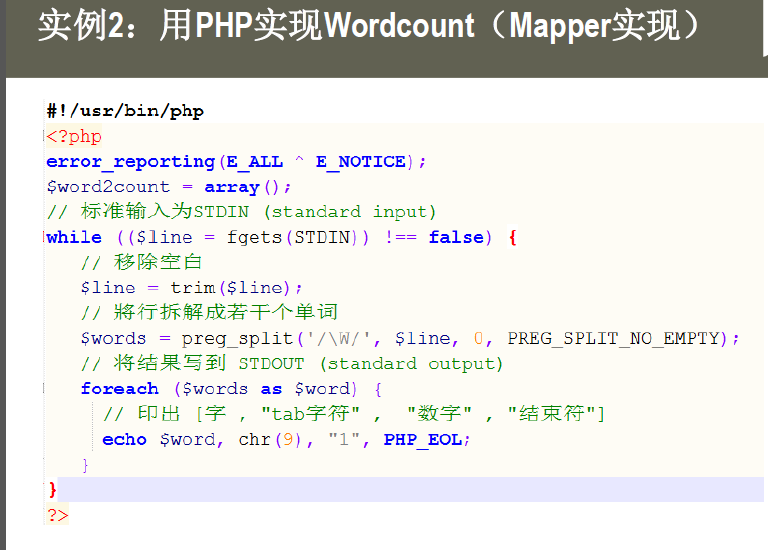 实例2：用PHP实现Wordcount（Mapper实现）
#!/usr/bin/php
<?php
error_reporting(E_ALL ^ E_NOTICE);
$word2count = array();
// 标准输入为STDIN (standard input)
while (($line = fgets(STDIN)) !== false) {
// 移除空白
$line = trim($line);
// 將行拆解成若干个单词
$words = preg_split('/\W/', $line, 0, PREG_SPLIT_NO_EMPTY);
// 将结果写到 STDOUT (standard output)
foreach ($words as $word) {
// 印出 [字 , "tab字符" ,  "数字" , "结束符"]
echo $word, chr(9), "1", PHP_EOL;
}
}
?>